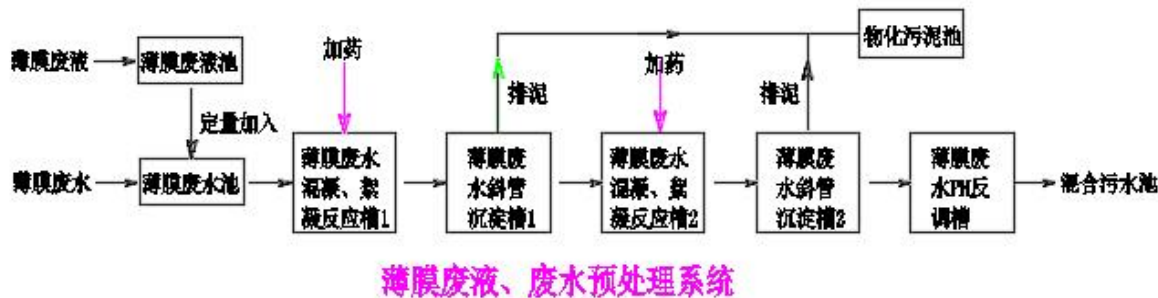 薄膜废液
薄膜废液池
加药
加药
物化污泥池
排泥
排泥
定量加入
薄膜废水
薄膜废水池
薄膜废水
混凝、絮
凝反应槽1
薄膜废
水斜管
沉淀槽1
薄膜废水
混凝、絮
凝反应槽2
薄膜废
水斜管
沉淀槽2
薄膜废
水PH反
调槽
混合污水池
薄膜废液、废水预处理系统